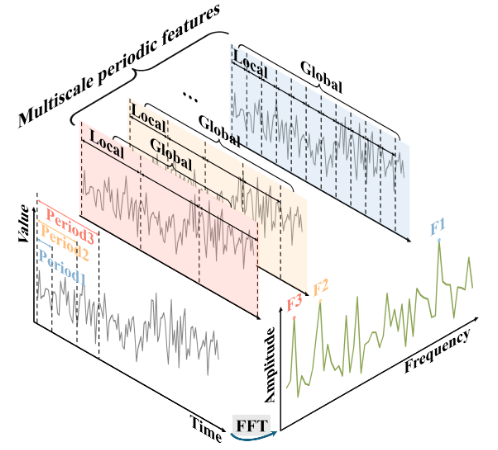 Multiscale periodic features
Local
Global
...
Local
Global
Local
Global
Value
Period3
Period2
Period1
Time
FFT
F3
F2
F1
Amplitude
Frequency